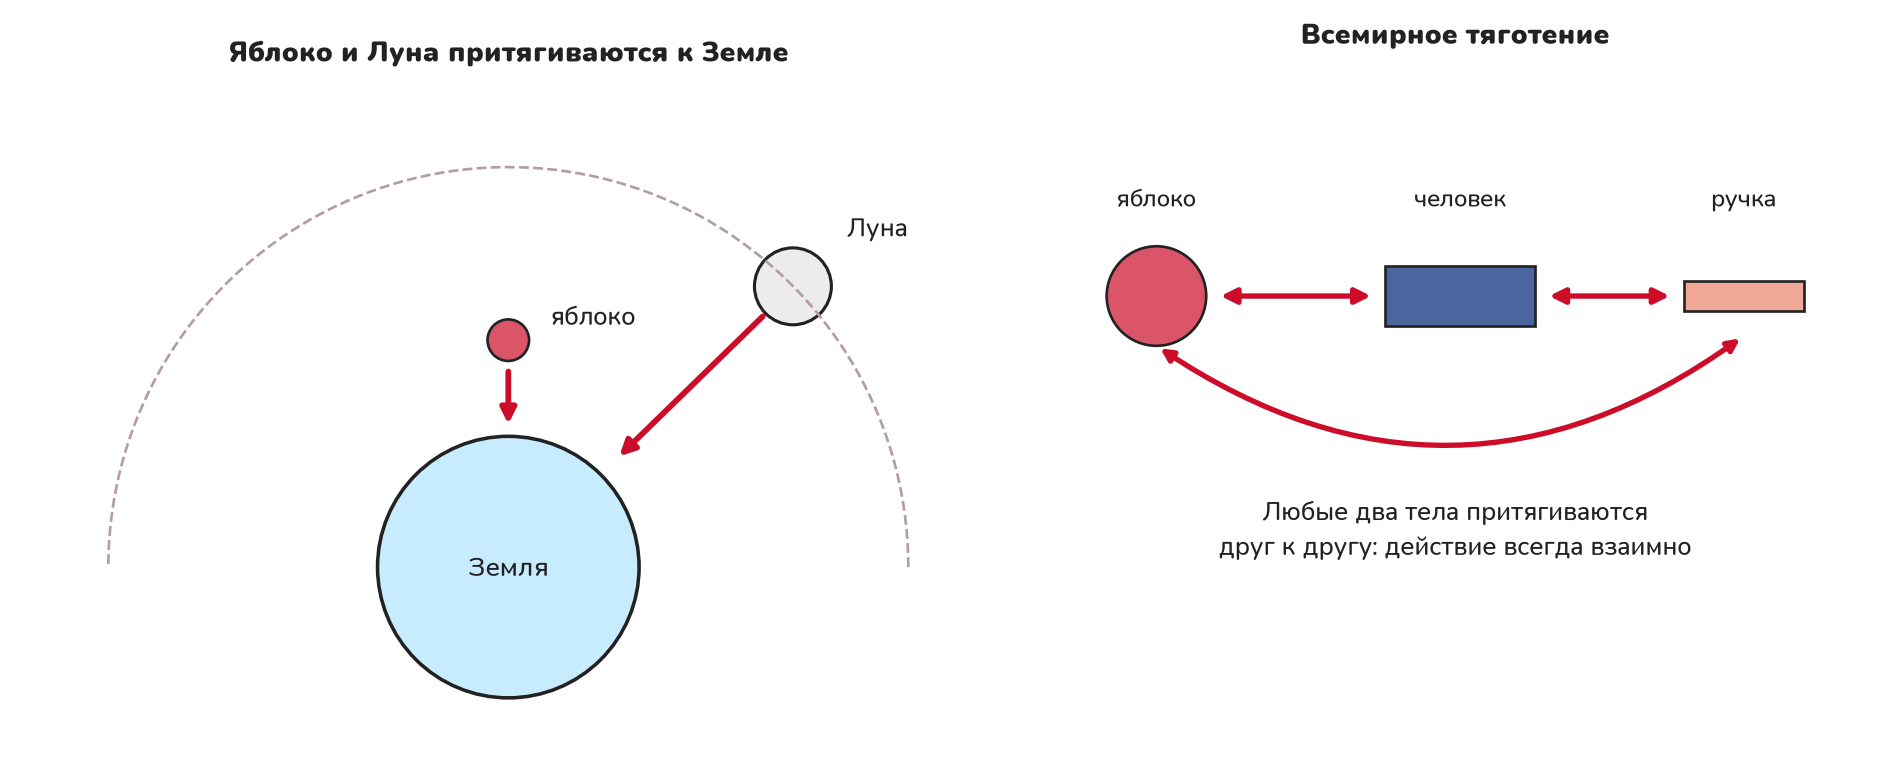 Яблоко и Луна притягиваются к Земле
Луна
яблоко
Земля
Всемирное тяготение
яблоко
человек
ручка
Любые два тела притягиваются
друг к другу: действие всегда взаимно